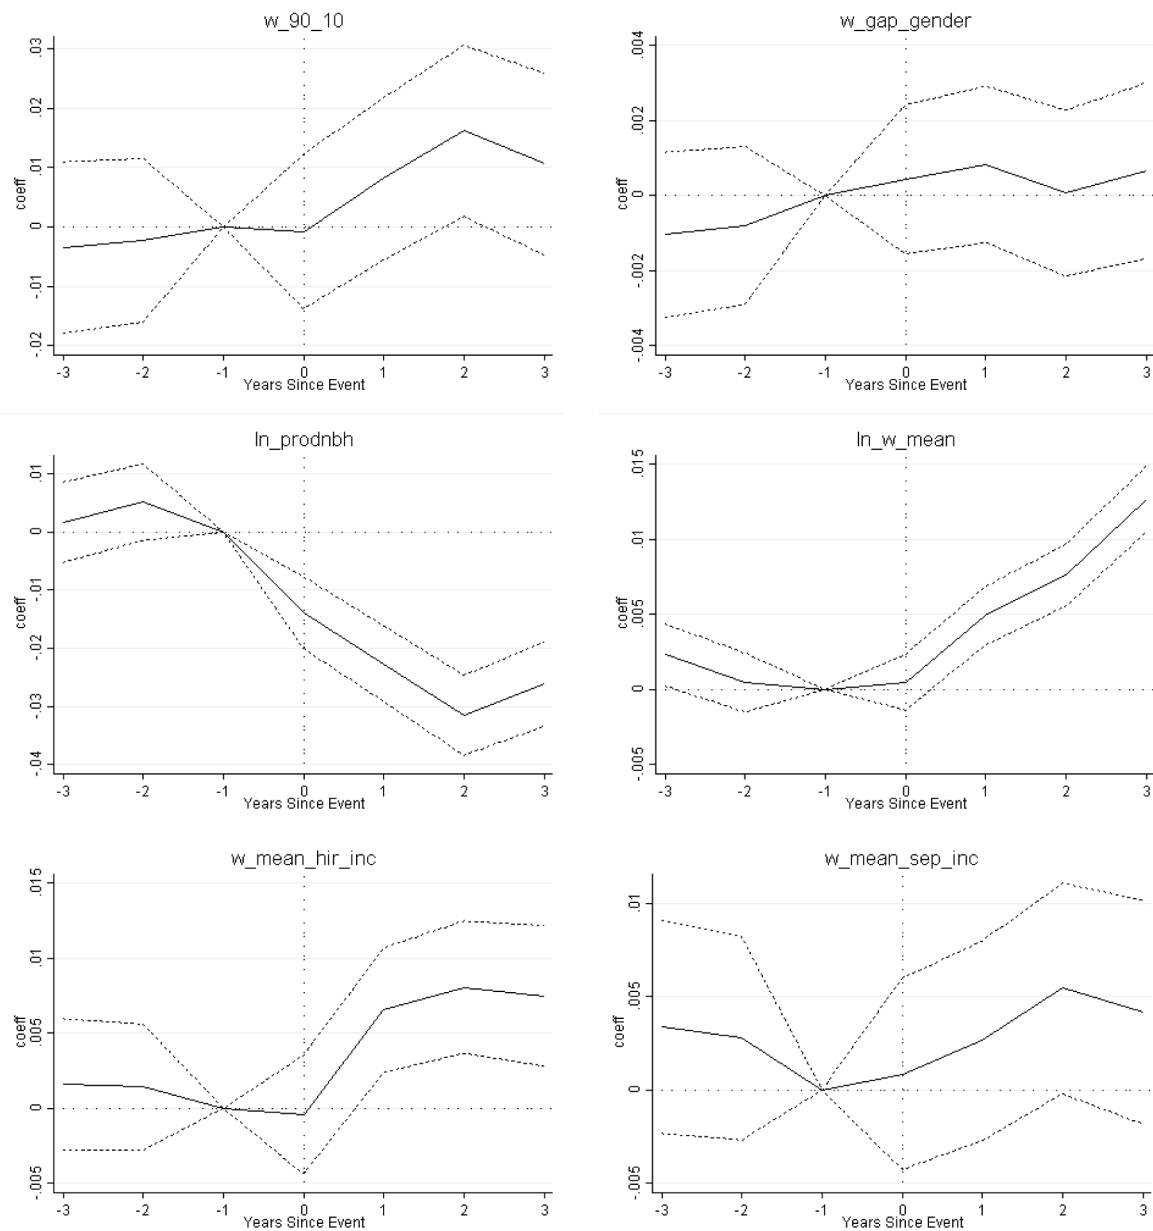 w_90_10
.03
.02
.01
0
-.01
-.02
coeff
-3 -2 -1 0 1 2 3
Years Since Event
w_gap_gender
.004
.002
0
-.002
-.004
coeff
-3 -2 -1 0 1 2 3
Years Since Event
ln_prodnbh
.01
0
-.01
-.02
-.03
-.04
coeff
-3 -2 -1 0 1 2 3
Years Since Event
ln_w_mean
.015
.01
.005
0
-.005
coeff
-3 -2 -1 0 1 2 3
Years Since Event
w_mean_hir_inc
.015
.01
.005
0
-.005
coeff
-3 -2 -1 0 1 2 3
Years Since Event
w_mean_sep_inc
.01
.005
0
-.005
coeff
-3 -2 -1 0 1 2 3
Years Since Event